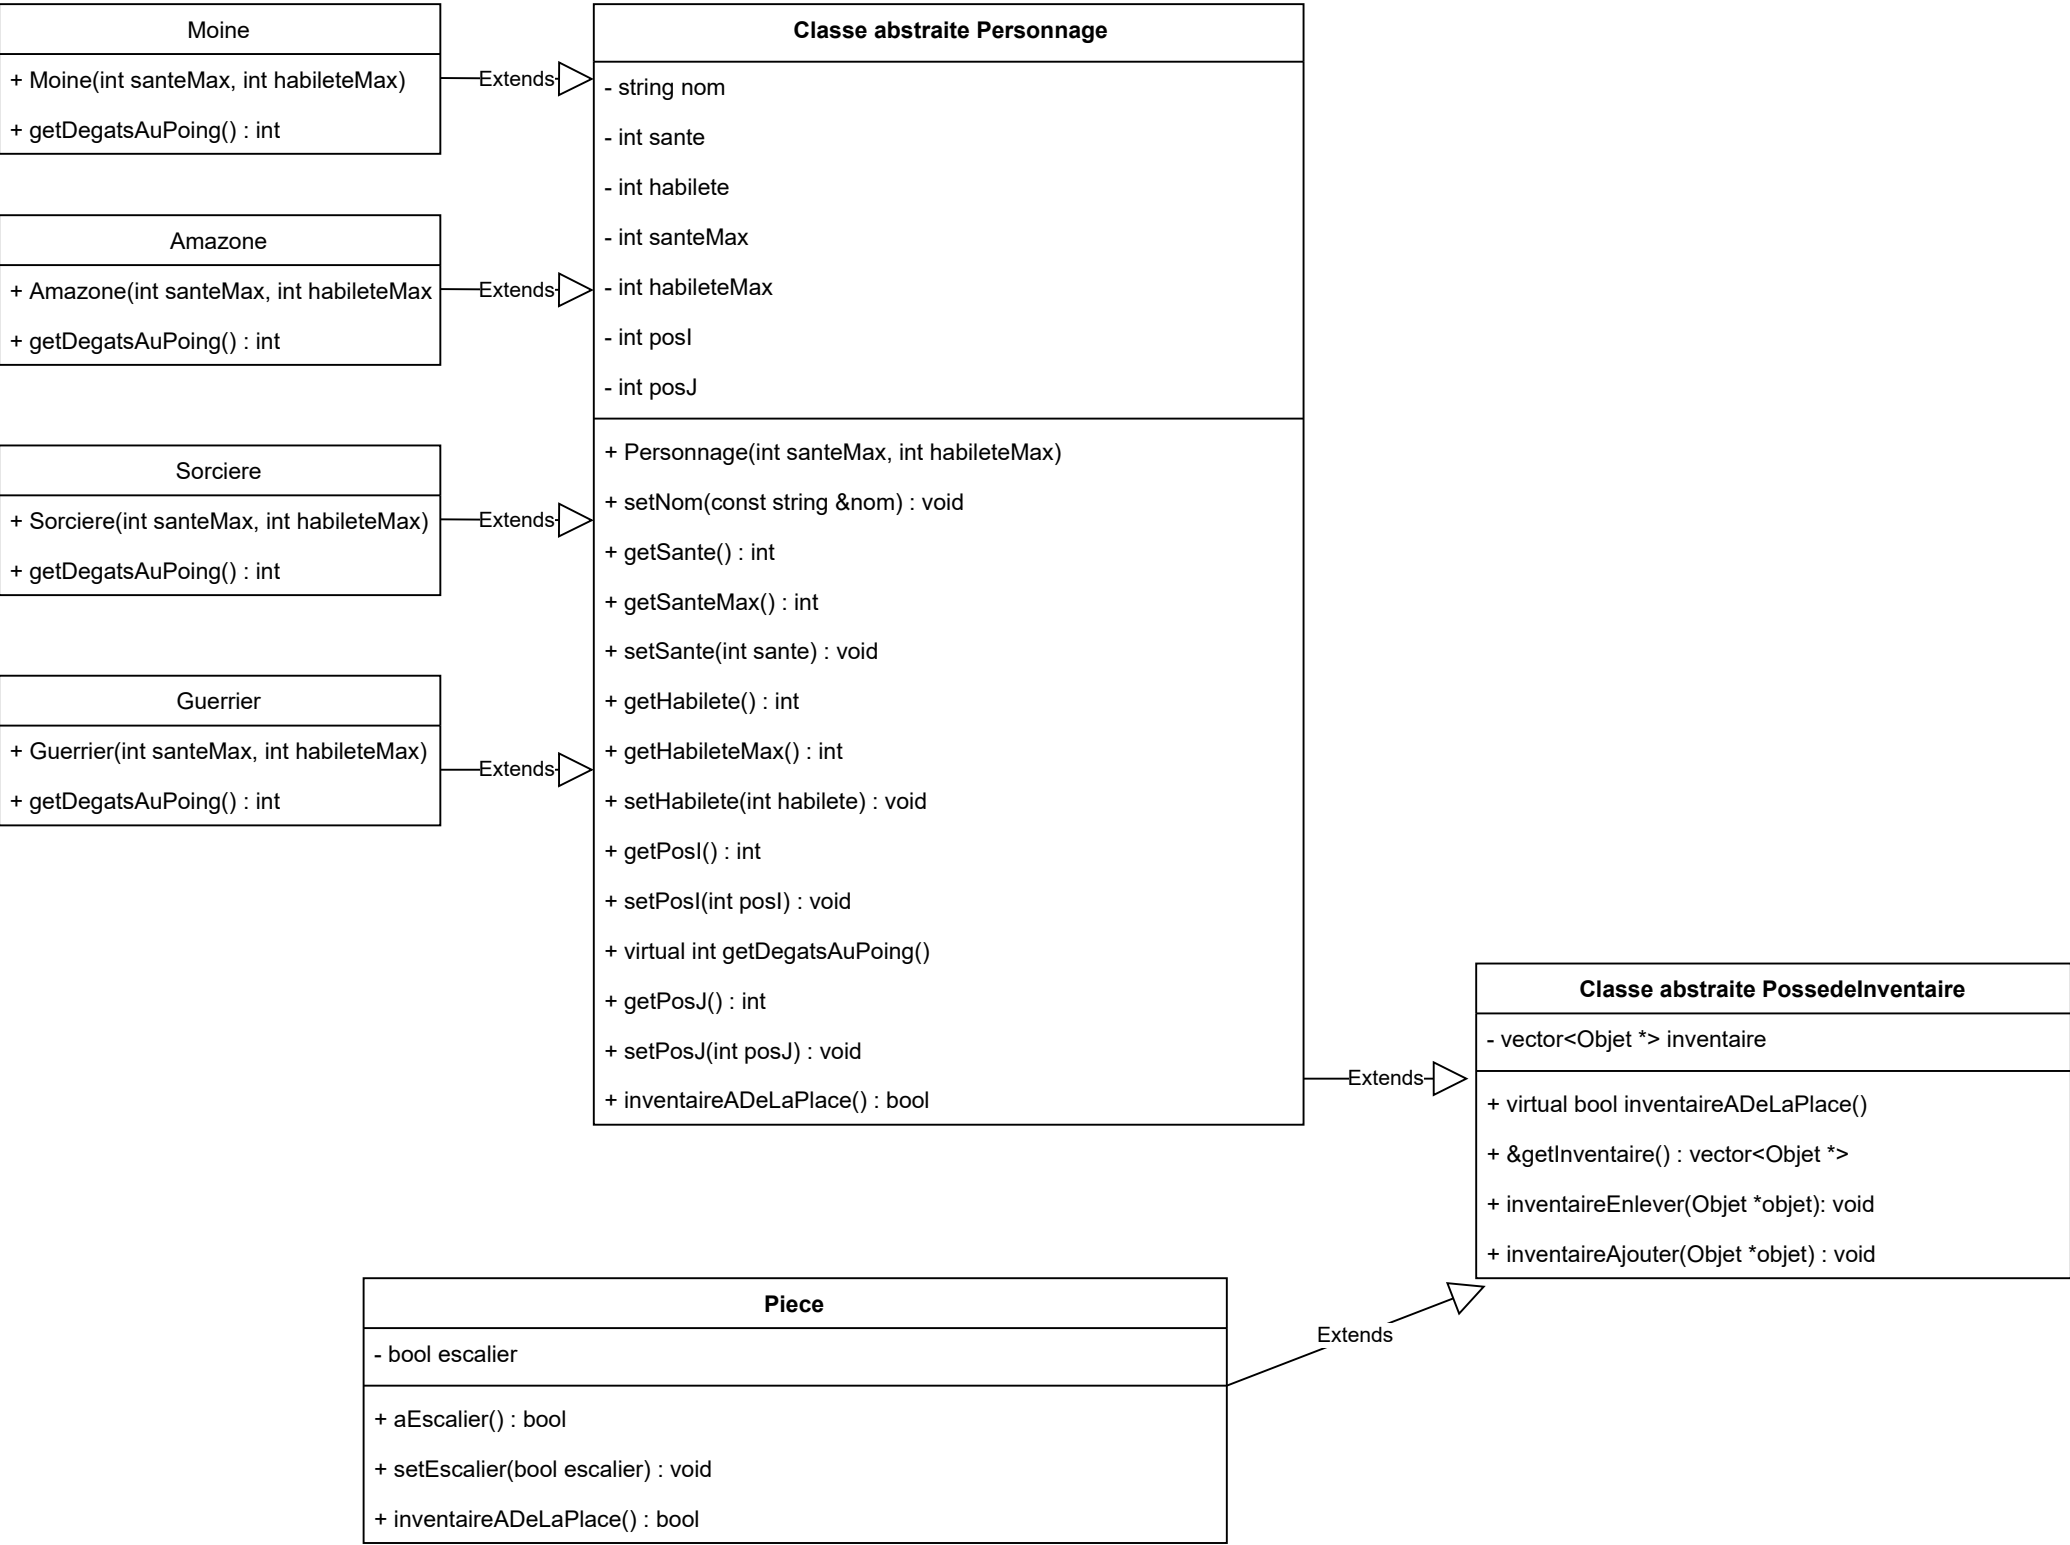 Moine
+ Moine(int santeMax, int habileteMax)
+ getDegatsAuPoing() : int
Extends
Amazone
+ Amazone(int santeMax, int habileteMax
+ getDegatsAuPoing() : int
Extends
Sorciere
+ Sorciere(int santeMax, int habileteMax)
+ getDegatsAuPoing() : int
Extends
Guerrier
+ Guerrier(int santeMax, int habileteMax)
+ getDegatsAuPoing() : int
Extends
Classe abstraite Personnage
- string nom
- int sante
- int habilete
- int santeMax
- int habileteMax
- int posI
- int posJ
+ Personnage(int santeMax, int habileteMax)
+ setNom(const string &nom) : void
+ getSante() : int
+ getSanteMax() : int
+ setSante(int sante) : void
+ getHabilete() : int
+ getHabileteMax() : int
+ setHabilete(int habilete) : void
+ getPosI() : int
+ setPosI(int posI) : void
+ virtual int getDegatsAuPoing()
+ getPosJ() : int
+ setPosJ(int posJ) : void
+ inventaireADeLaPlace() : bool
Extends
Classe abstraite PossedeInventaire
- vector<Objet *> inventaire
+ virtual bool inventaireADeLaPlace()
+ &getInventaire() : vector<Objet *>
+ inventaireEnlever(Objet *objet): void
+ inventaireAjouter(Objet *objet) : void
Extends
Piece
- bool escalier
+ aEscalier() : bool
+ setEscalier(bool escalier) : void
+ inventaireADeLaPlace() : bool